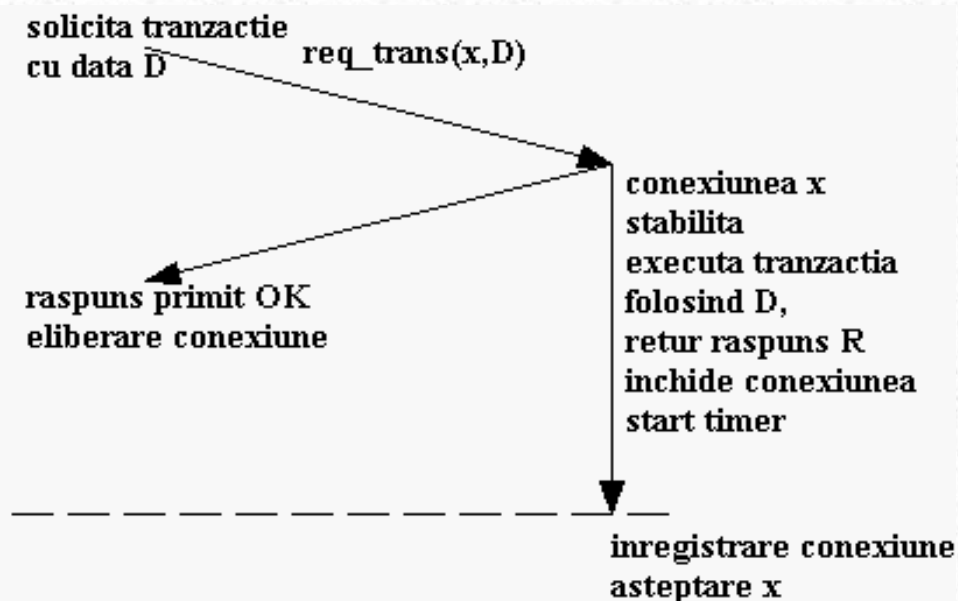 solicita tranzactie
cu data D
req_trans(x,D)
conexiunea x
stabilita
executa tranzactia
folosind D,
retur raspuns R
inchide conexiunea
start timer
raspuns primit OK
eliberare conexiune
inregistrare conexiune
asteptare x